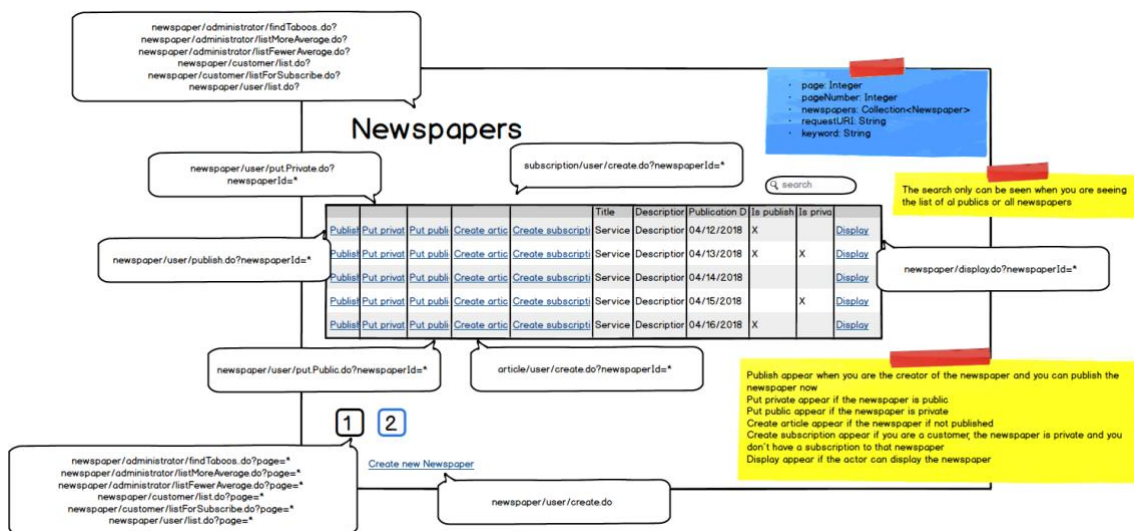 newspaper/administrator/findTaboos.do?
newspaper/administrator/listMoreAverage.do?
newspaper/administrator/listFewerAverage.do?
newspaper/customer/list.do?
newspaper/customer/listForSubscribe.do?
newspaper/user/list.do?
· page: Integer
· pageNumber: Integer
· newspapers: Collection<Newspaper>
· requestURI: String
· keyword: String
Newspapers
newspaper/user/put.Private.do?
newspaperId=*
subscription/user/create.do?newspaperId=*
search
The search only can be seen when you are seeing
the list of al publics or all newspapers
Title Description Publication D Is publish Is priva
Publish Put privat Put publi Create artic Create subscripti Service Description 04/12/2018 X Display
Publish Put privat Put publi Create artic Create subscripti Service Description 04/13/2018 X X Display
Publish Put privat Put publi Create artic Create subscripti Service Description 04/14/2018 Display
Publish Put privat Put publi Create artic Create subscripti Service Description 04/15/2018 X Display
Publish Put privat Put publi Create artic Create subscripti Service Description 04/16/2018 X Display
newspaper/user/publish.do?newspaperId=*
newspaper/display.do?newspaperId=*
newspaper/user/put.Public.do?newspaperId=*
article/user/create.do?newspaperId=*
Publish appear when you are the creator of the newspaper and you can publish the
newspaper now
Put private appear if the newspaper is public
Put public appear if the newspaper is private
Create article appear if the newspaper if not published
Create subscription appear if you are a customer, the newspaper is private and you
don't have a subscription to that newspaper
Display appear if the actor can display the newspaper
1 2
newspaper/administrator/findTaboos.do?page=*
newspaper/administrator/listMoreAverage.do?page=*
newspaper/administrator/listFewerAverage.do?page=*
newspaper/customer/list.do?page=*
newspaper/customer/listForSubscribe.do?page=*
newspaper/user/list.do?page=*
Create new Newspaper
newspaper/user/create.do